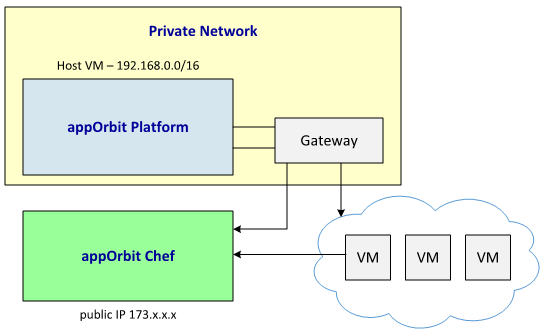 Private Network
Host VM – 192.168.0.0/16
appOrbit Platform
Gateway
appOrbit Chef
VM
VM
VM
public IP 173.x.x.x